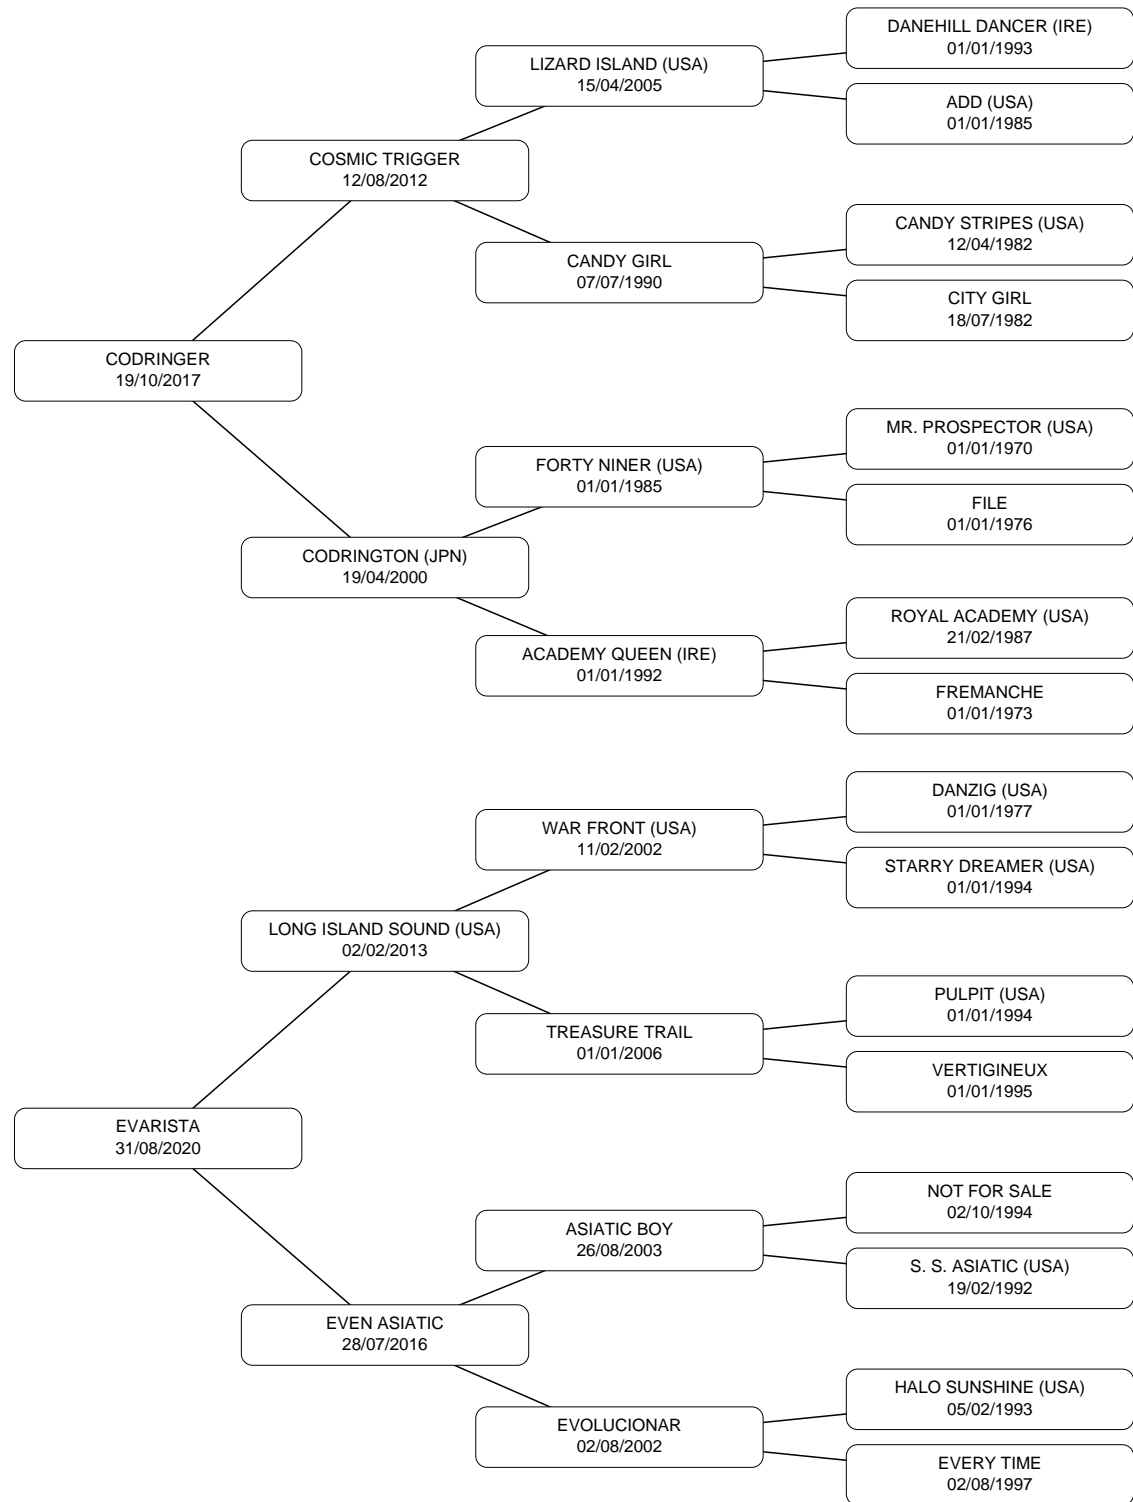 DANEHILL DANCER (IRE)
01/01/1993
LIZARD ISLAND (USA)
15/04/2005
ADD (USA)
01/01/1985
COSMIC TRIGGER
12/08/2012
CANDY STRIPES (USA)
12/04/1982
CANDY GIRL
07/07/1990
CITY GIRL
18/07/1982
CODRINGER
19/10/2017
MR. PROSPECTOR (USA)
01/01/1970
FORTY NINER (USA)
01/01/1985
FILE
01/01/1976
CODRINGTON (JPN)
19/04/2000
ROYAL ACADEMY (USA)
21/02/1987
ACADEMY QUEEN (IRE)
01/01/1992
FREMANCHE
01/01/1973
DANZIG (USA)
01/01/1977
WAR FRONT (USA)
11/02/2002
STARRY DREAMER (USA)
01/01/1994
LONG ISLAND SOUND (USA)
02/02/2013
PULPIT (USA)
01/01/1994
TREASURE TRAIL
01/01/2006
VERTIGINEUX
01/01/1995
EVARISTA
31/08/2020
NOT FOR SALE
02/10/1994
ASIATIC BOY
26/08/2003
S. S. ASIATIC (USA)
19/02/1992
EVEN ASIATIC
28/07/2016
HALO SUNSHINE (USA)
05/02/1993
EVOLUCIONAR
02/08/2002
EVERY TIME
02/08/1997